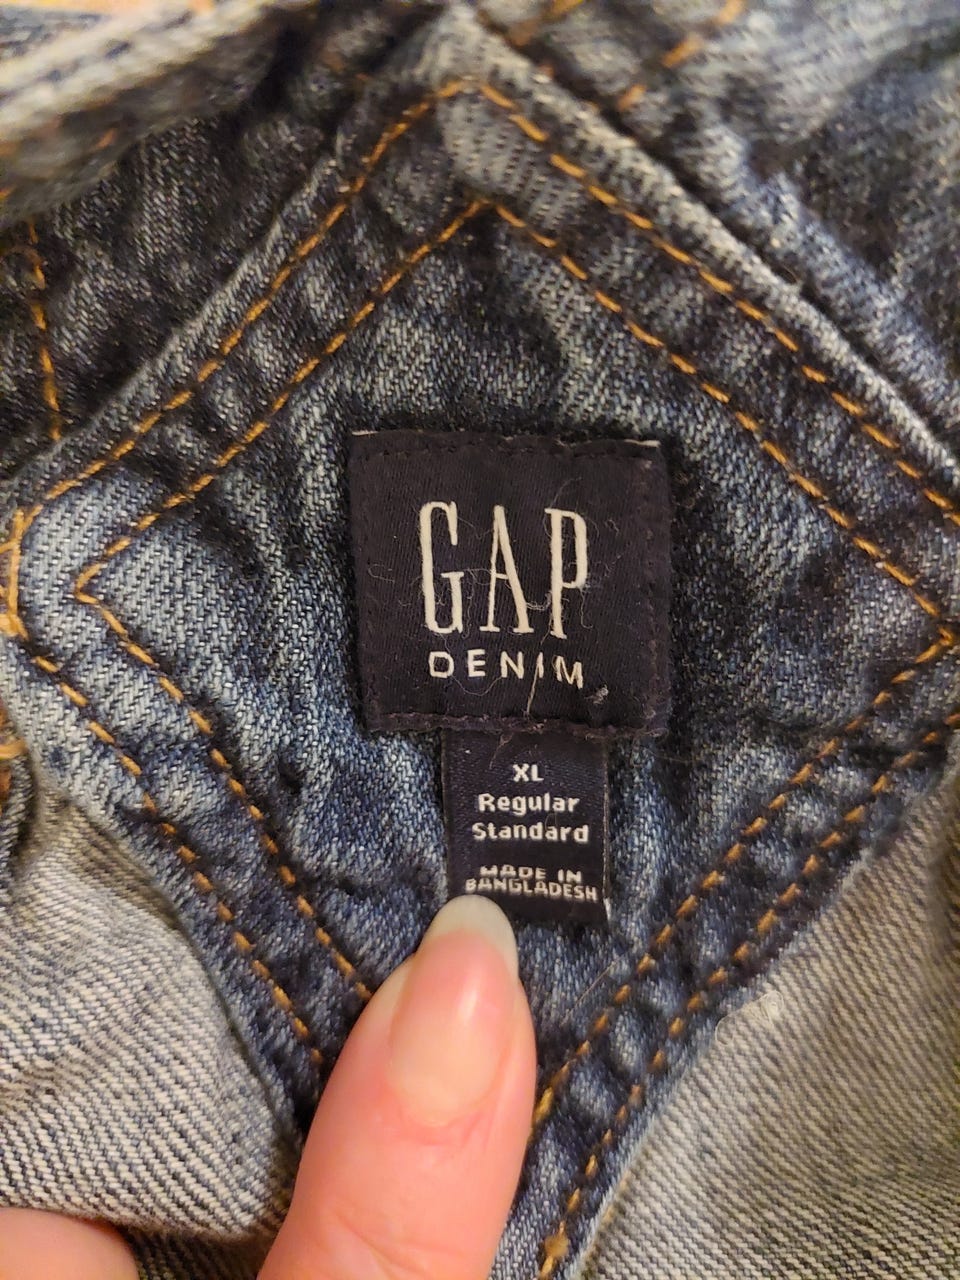 GAP
DENIM
XL
Regular
Standard
MADE IN
BANGLADESH